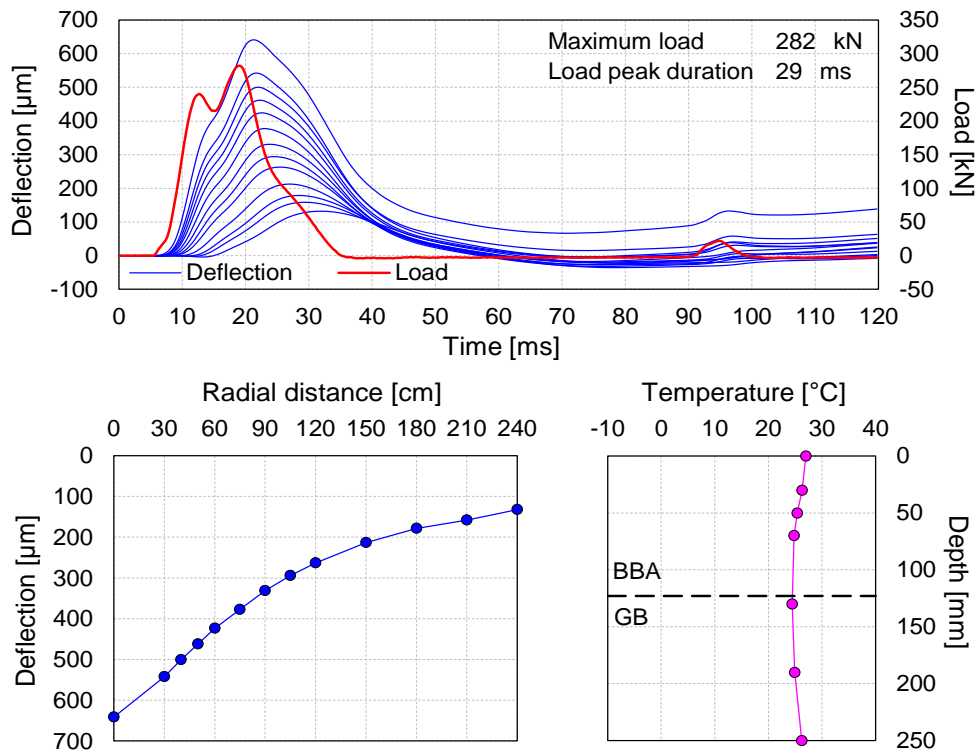 700
600
500
400
300
200
100
0
-100
Deflection [µm]
350
300
250
200
150
100
50
0
-50
Load [kN]
Maximum load 282 kN
Load peak duration 29 ms
Deflection Load
0 10 20 30 40 50 60 70 80 90 100 110 120
Time [ms]
Radial distance [cm]
0 30 60 90 120 150 180 210 240
0
100
200
300
400
500
600
700
Deflection [µm]
Temperature [°C]
-10 0 10 20 30 40
0
50
100
150
200
250
Depth [mm]
BBA
GB